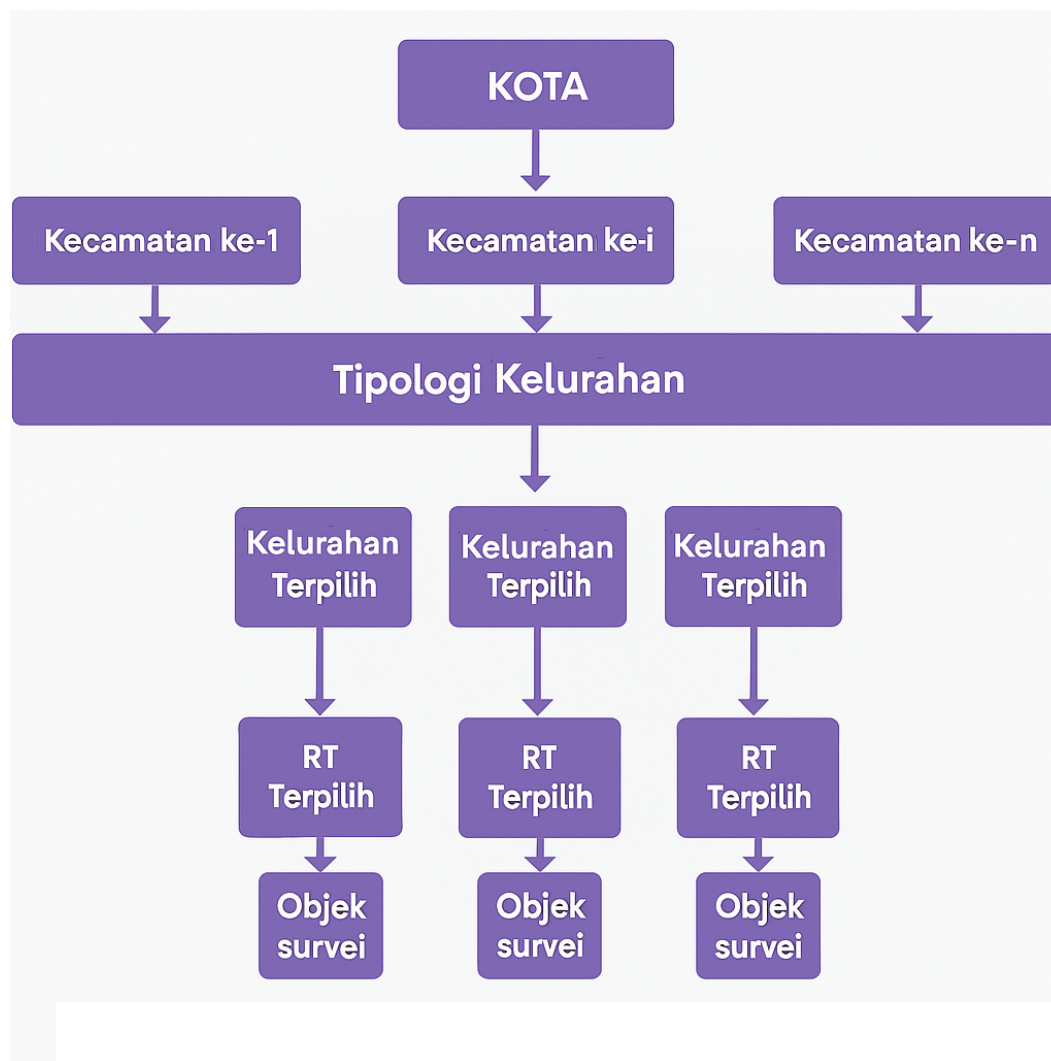 KOTA
Kecamatan ke-1
Kecamatan ke-i
Kecamatan ke-n
Tipologi Kelurahan
Kelurahan
Terpilih
Kelurahan
Terpilih
Kelurahan
Terpilih
RT
Terpilih
RT
Terpilih
RT
Terpilih
Objek
survei
Objek
survei
Objek
survei